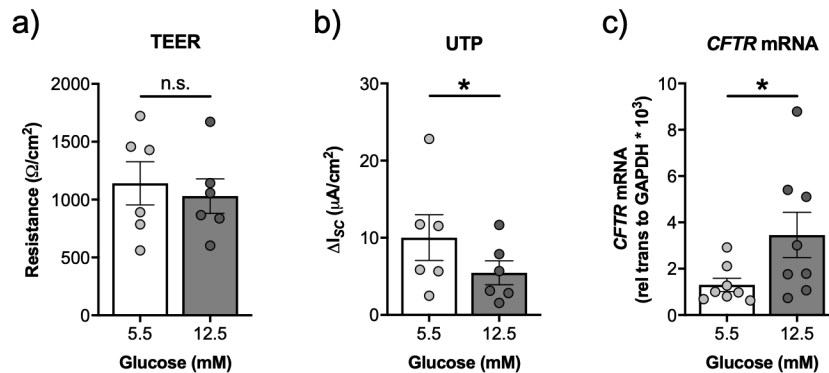 a)
TEER
n.s.
2000
1500
1000
500
0
Resistance (Ω/cm²)
5.5 12.5
Glucose (mM)
b)
UTP
*
30
20
10
0
ΔI_SC (μA/cm²)
5.5 12.5
Glucose (mM)
c)
CFTR mRNA
*
10
8
6
4
2
0
CFTR mRNA
(rel trans to GAPDH * 10³)
5.5 12.5
Glucose (mM)